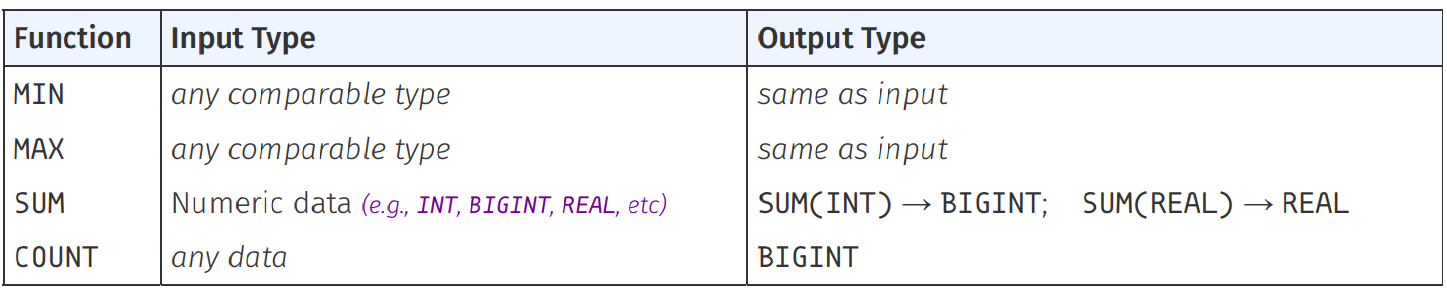 Function Input Type Output Type
MIN any comparable type same as input
MAX any comparable type same as input
SUM Numeric data (e.g., INT, BIGINT, REAL, etc) SUM(INT) → BIGINT; SUM(REAL) → REAL
COUNT any data BIGINT